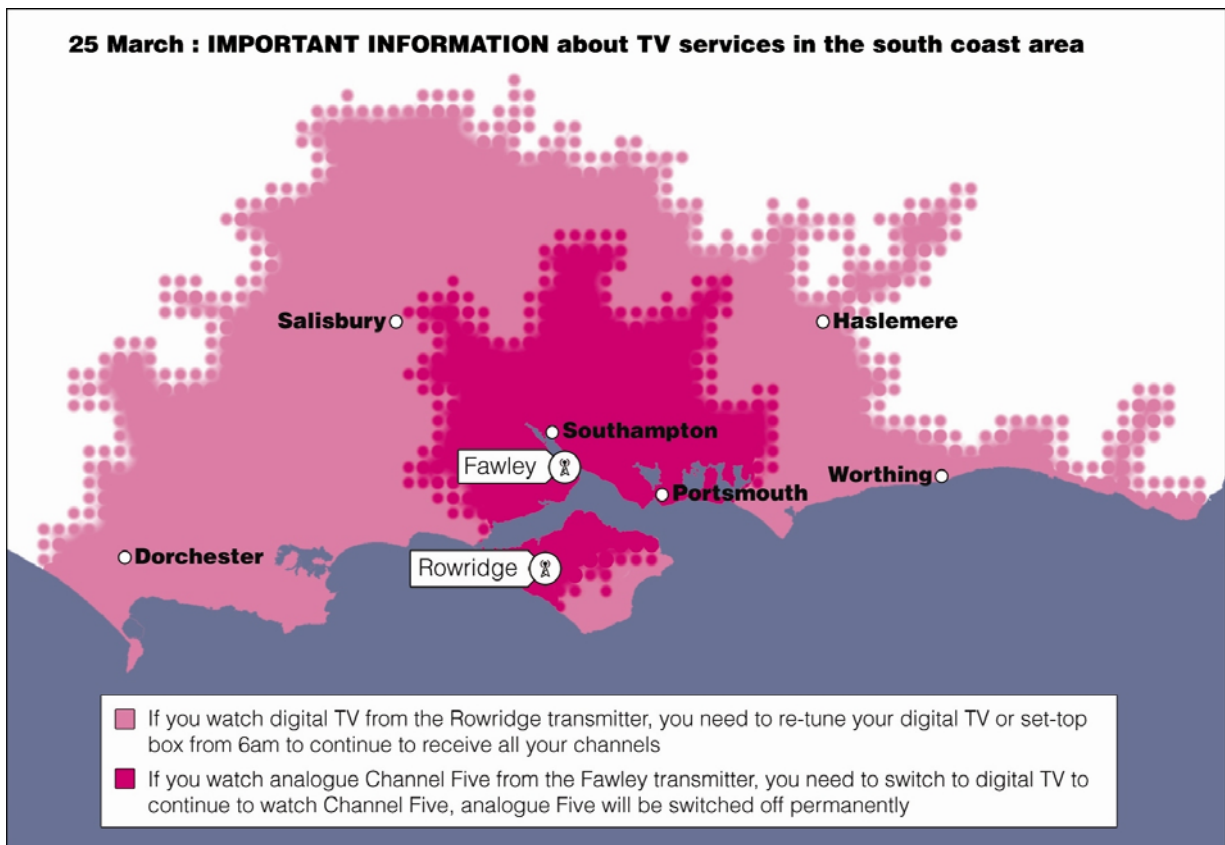 25 March : IMPORTANT INFORMATION about TV services in the south coast area
Salisbury
Haslemere
Southampton
Fawley
Worthing
Portsmouth
Dorchester
Rowridge
If you watch digital TV from the Rowridge transmitter, you need to re-tune your digital TV or set-top
box from 6am to continue to receive all your channels
If you watch analogue Channel Five from the Fawley transmitter, you need to switch to digital TV to
continue to watch Channel Five, analogue Five will be switched off permanently